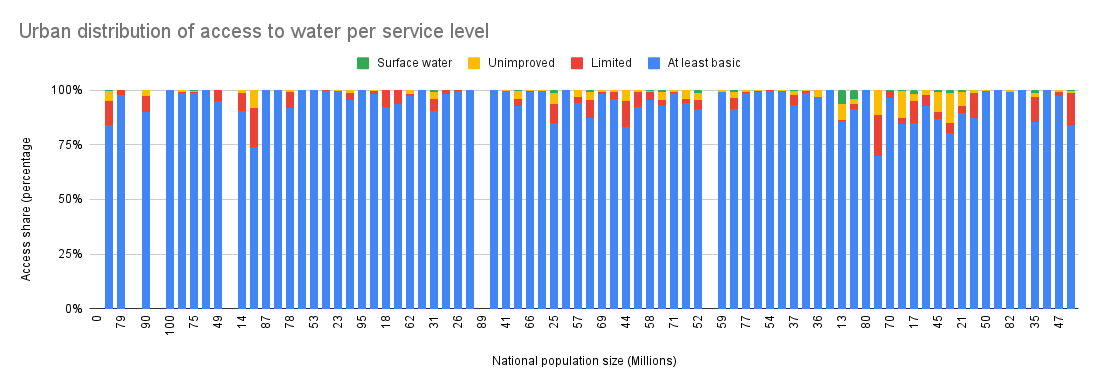 Urban distribution of access to water per service level
Surface water Unimproved Limited At least basic
100%
75%
50%
25%
0%
Access share (percentage
0 79 90 100 75 49 14 87 78 53 23 95 18 62 31 26 89 41 66 25 57 69 44 58 71 52 59 77 54 37 36 13 80 70 17 45 21 50 82 35 47
National population size (Millions)